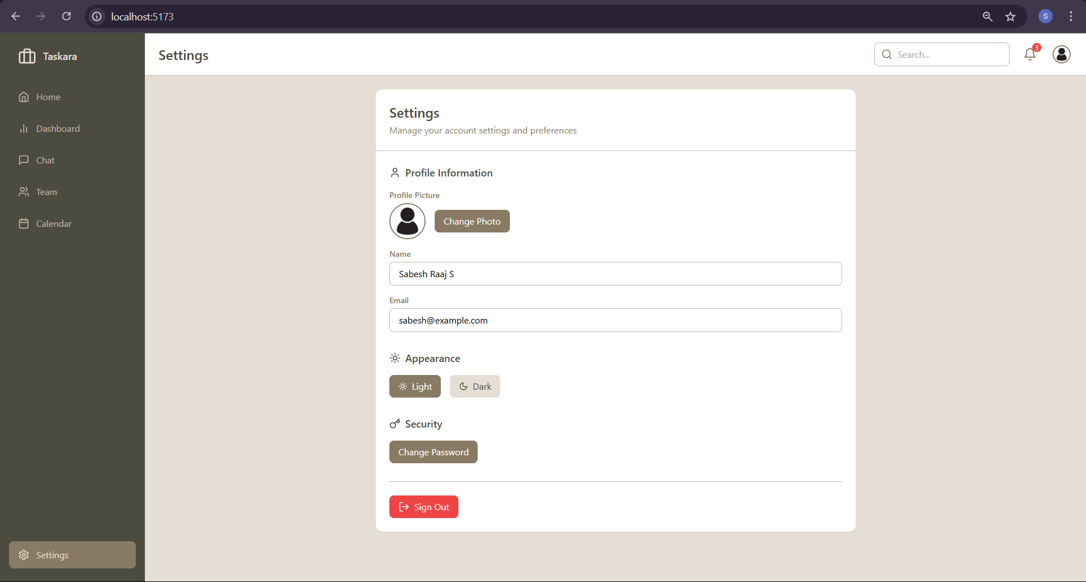 localhost:5173
S
Taskara
Settings
Search...
3
Home
Dashboard
Chat
Team
Calendar
Settings
Settings
Manage your account settings and preferences
Profile Information
Profile Picture
Change Photo
Name
Sabesh Raaj S
Email
sabesh@example.com
Appearance
Light
Dark
Security
Change Password
Sign Out